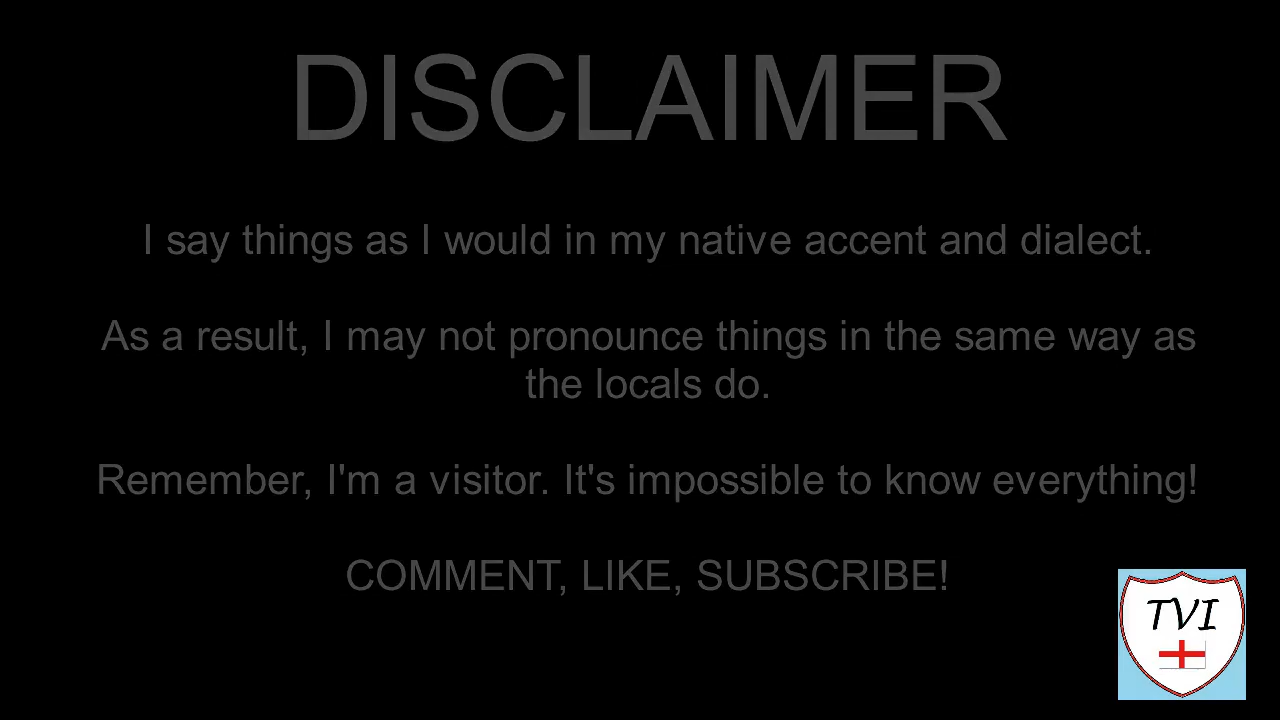 DISCLAIMER
I say things as I would in my native accent and dialect.
As a result, I may not pronounce things in the same way as
the locals do.
Remember, I'm a visitor. It's impossible to know everything!
COMMENT, LIKE, SUBSCRIBE!
TVI